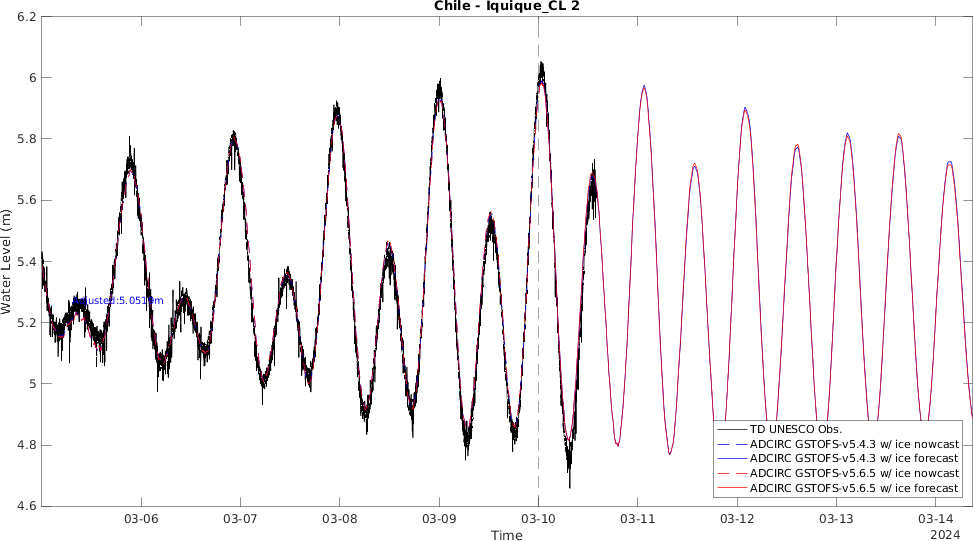 Chile - Iquique_CL 2
Water Level (m)
6.2
6
5.8
5.6
5.4
5.2
5
4.8
4.6
TD UNESCO Obs.
ADCIRC GSTOFS-v5.4.3 w/ ice nowcast
ADCIRC GSTOFS-v5.4.3 w/ ice forecast
ADCIRC GSTOFS-v5.6.5 w/ ice nowcast
ADCIRC GSTOFS-v5.6.5 w/ ice forecast
03-06
03-07
03-08
03-09
03-10
03-11
03-12
03-13
03-14
Time
2024